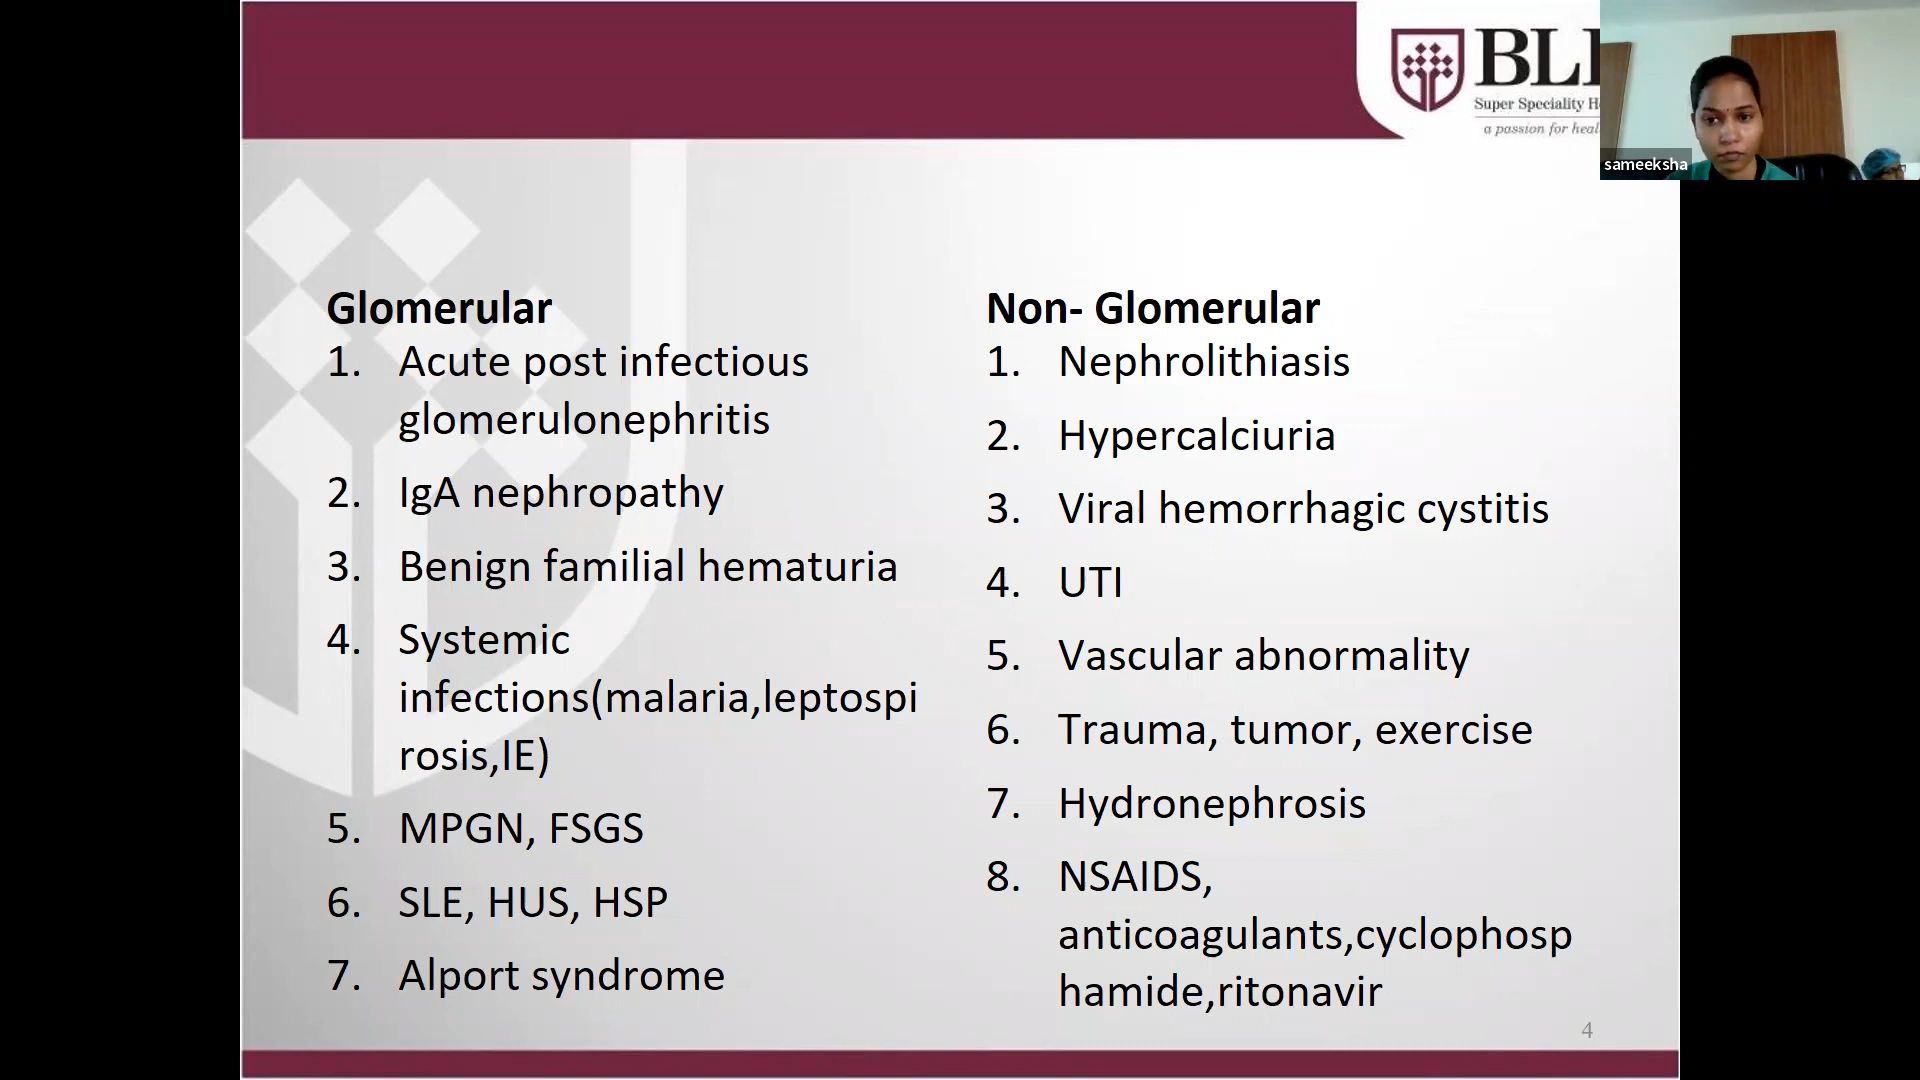 BLK
Super Speciality H
a passion for heal
sameeksha
Glomerular
1. Acute post infectious
glomerulonephritis
2. IgA nephropathy
3. Benign familial hematuria
4. Systemic
infections(malaria,leptospi
rosis,IE)
5. MPGN, FSGS
6. SLE, HUS, HSP
7. Alport syndrome
Non- Glomerular
1. Nephrolithiasis
2. Hypercalciuria
3. Viral hemorrhagic cystitis
4. UTI
5. Vascular abnormality
6. Trauma, tumor, exercise
7. Hydronephrosis
8. NSAIDS,
anticoagulants,cyclophosp
hamide,ritonavir
4